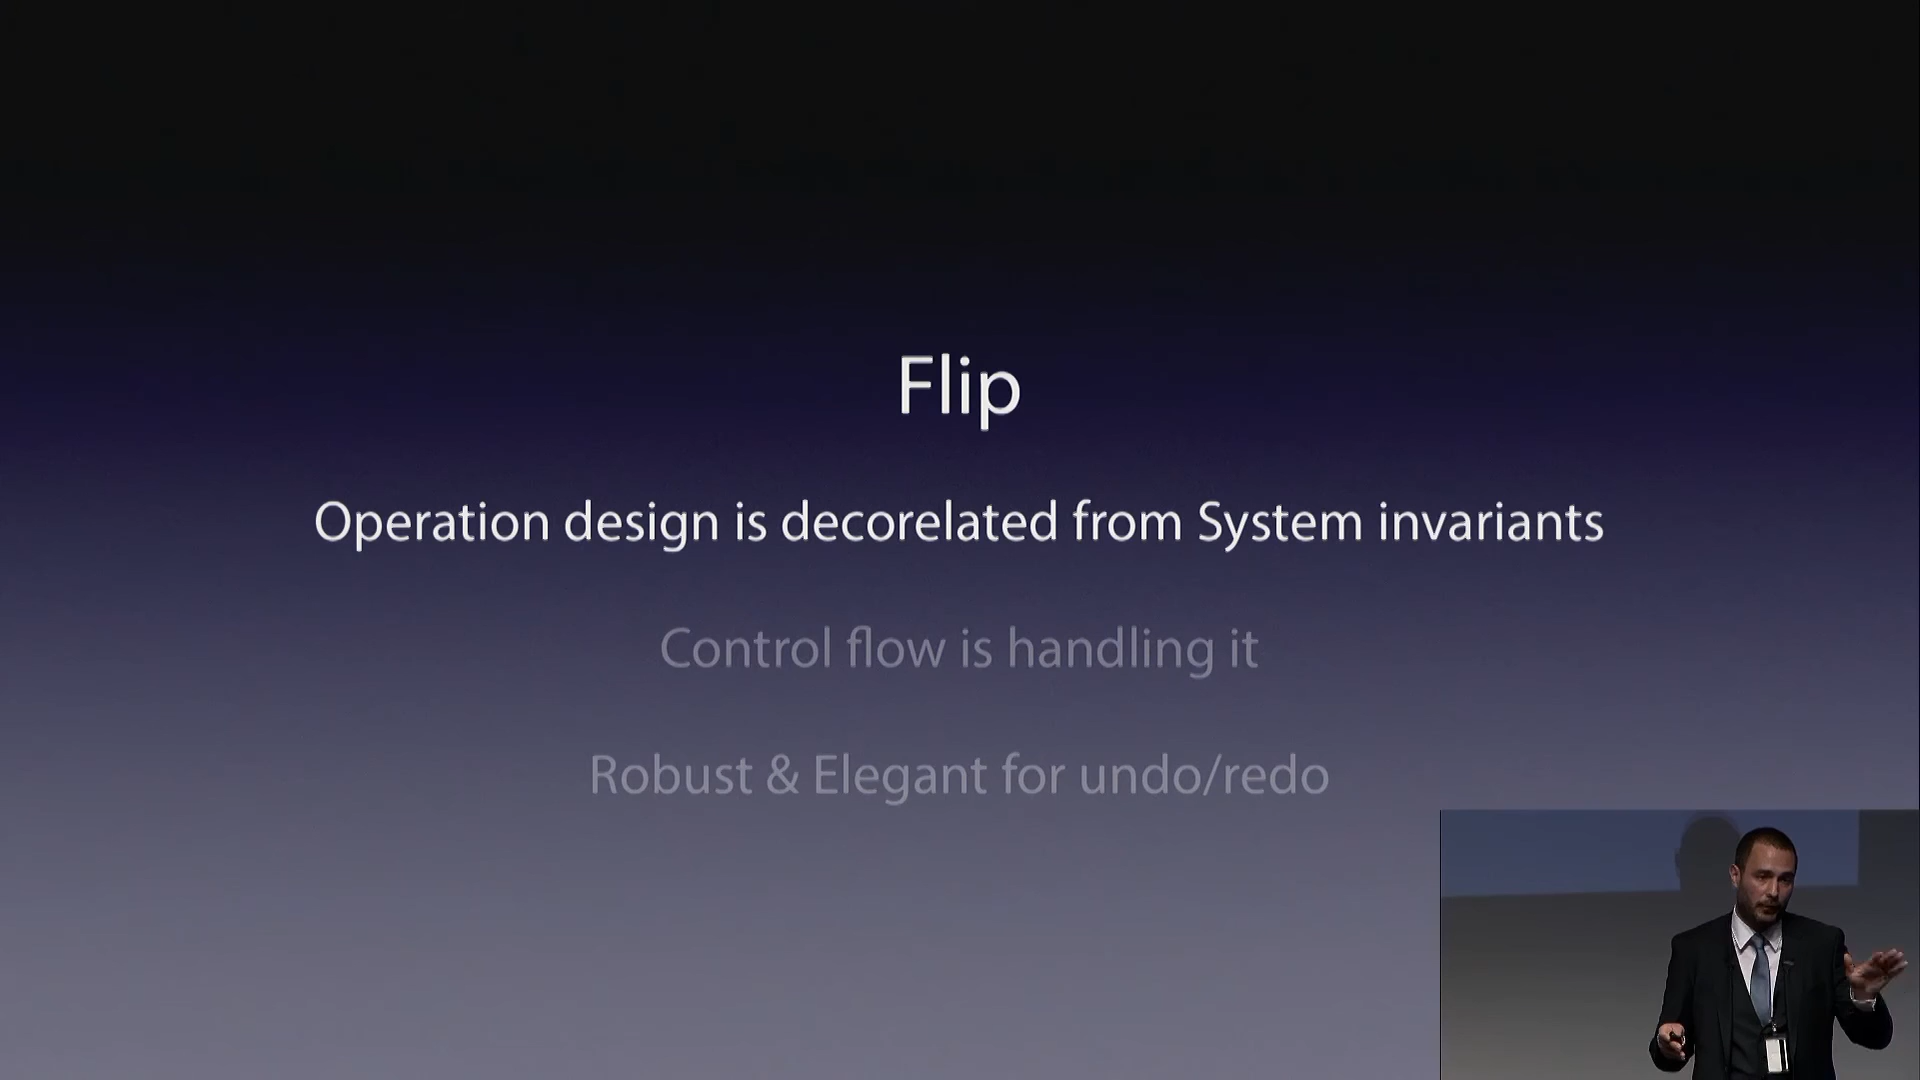 Flip
Operation design is decorelated from System invariants
Control flow is handling it
Robust & Elegant for undo/redo